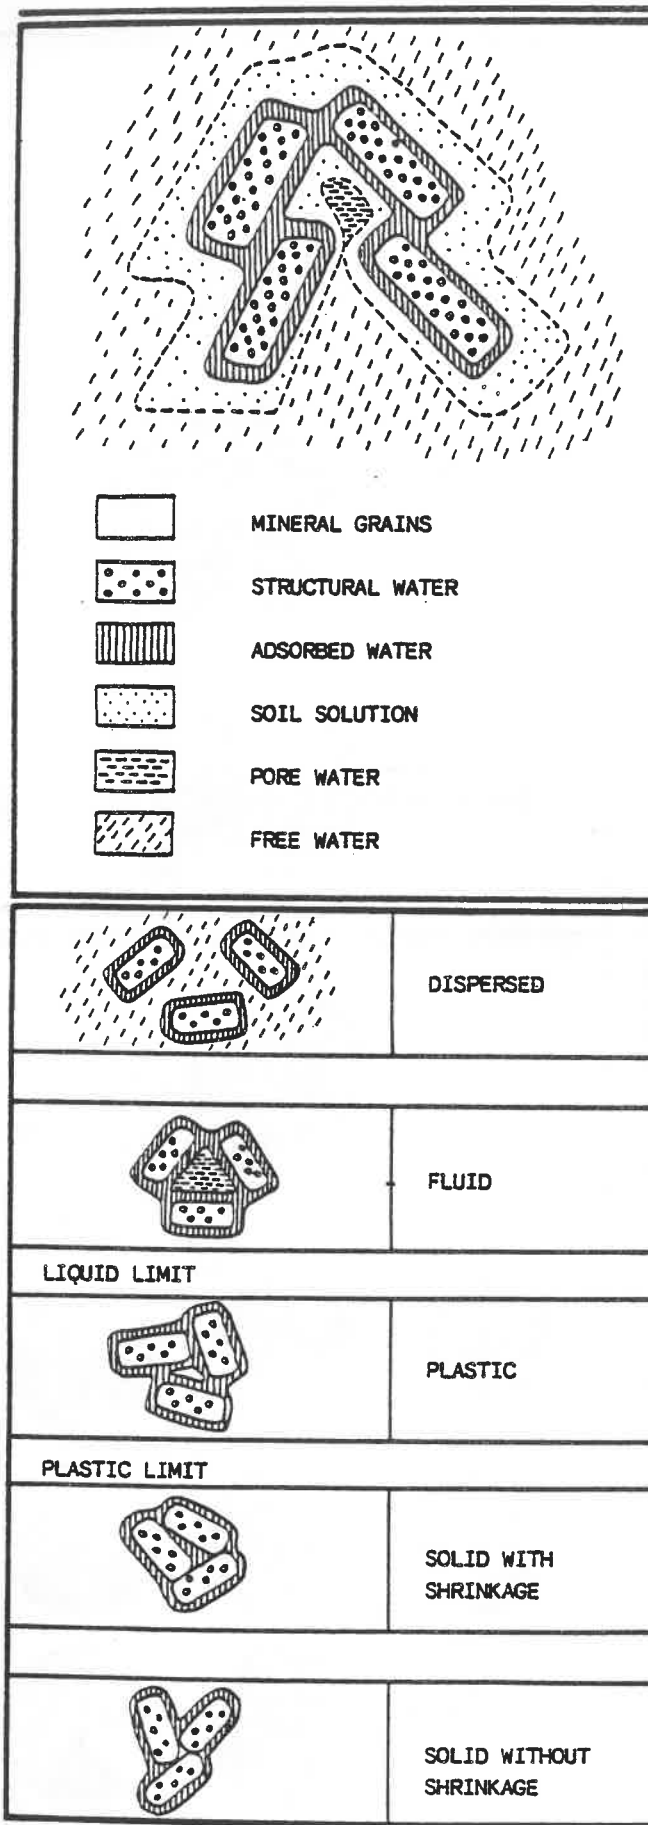 MINERAL GRAINS
STRUCTURAL WATER
ADSORBED WATER
SOIL SOLUTION
PORE WATER
FREE WATER
DISPERSED
FLUID
LIQUID LIMIT
PLASTIC
PLASTIC LIMIT
SOLID WITH
SHRINKAGE
SOLID WITHOUT
SHRINKAGE